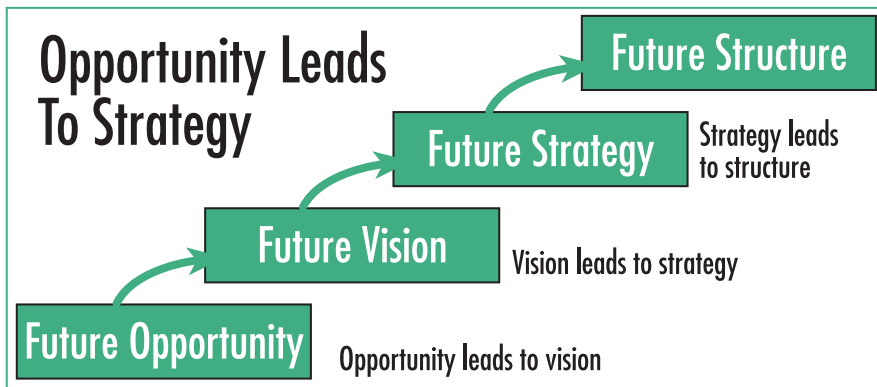 Opportunity Leads
To Strategy
Future Structure
Future Strategy
Strategy leads
to structure
Future Vision
Vision leads to strategy
Future Opportunity
Opportunity leads to vision